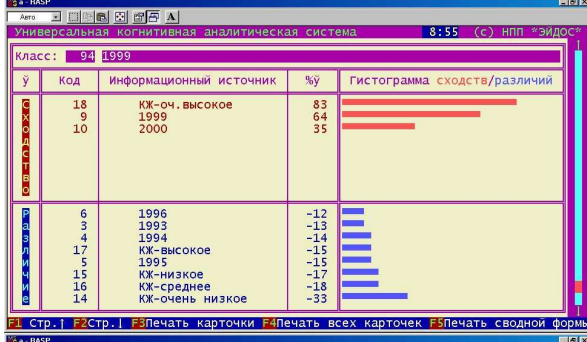 a - RASP
Авто A
Универсальная когнитивная аналитическая система 8:55 (c) НПП *ЭЙДОС*
Класс: 94 1999
ÿ Код Информационный источник %ÿ Гистограмма сходств/различий
Сходство
18 КЖ-оч.высокое 83
9 1999 64
10 2000 35
Различие
6 1996 -12
3 1993 -13
4 1994 -14
17 КЖ-высокое -15
5 1995 -15
15 КЖ-низкое -17
16 КЖ-среднее -18
14 КЖ-очень низкое -33
F1 Стр.↑ F2Стр.↓ F3Печать карточки F4Печать всех карточек F5Печать сводной формы
a - RASP